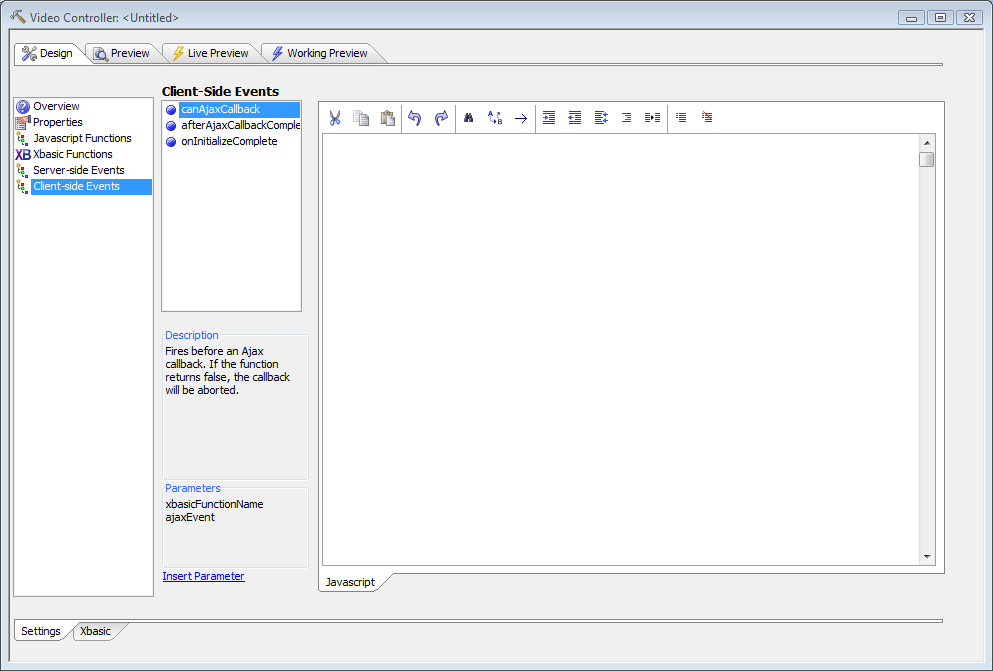 Video Controller: <Untitled>
Design
Preview
Live Preview
Working Preview
Overview
Properties
Javascript Functions
XB Xbasic Functions
Server-side Events
Client-side Events
Client-Side Events
canAjaxCallback
afterAjaxCallbackComple
onInitializeComplete
Description
Fires before an Ajax
callback. If the function
returns false, the callback
will be aborted.
Parameters
xbasicFunctionName
ajaxEvent
Insert Parameter
Javascript
Settings
Xbasic